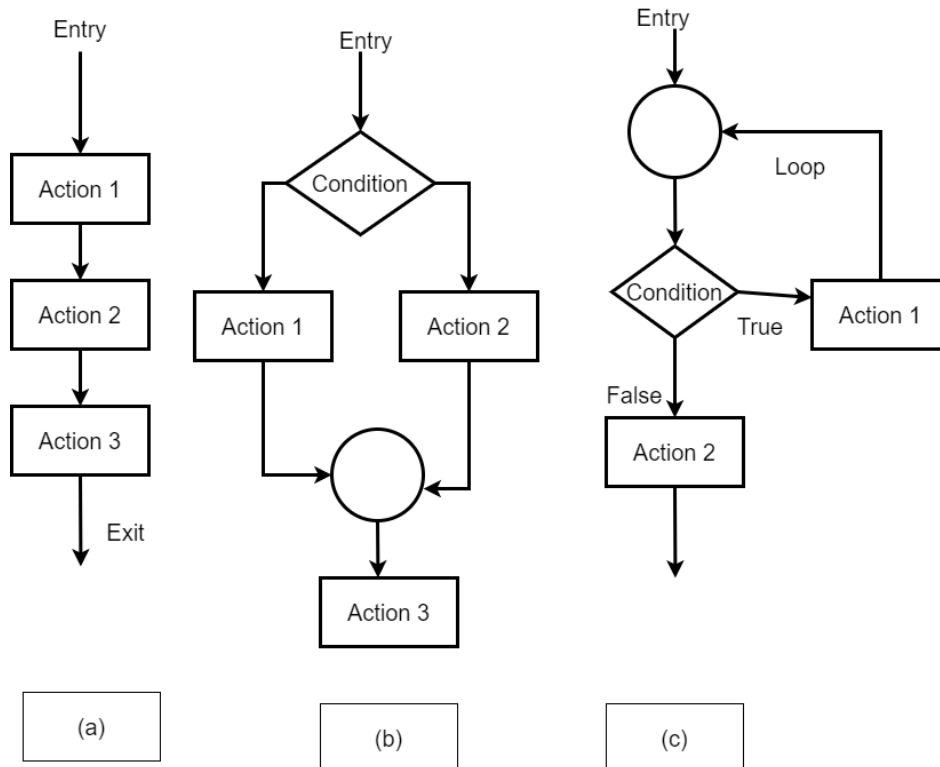 Entry
Action 1
Action 2
Action 3
Exit
(a)
Entry
Condition
Action 1
Action 2
Action 3
(b)
Entry
Loop
Condition
True
Action 1
False
Action 2
(c)